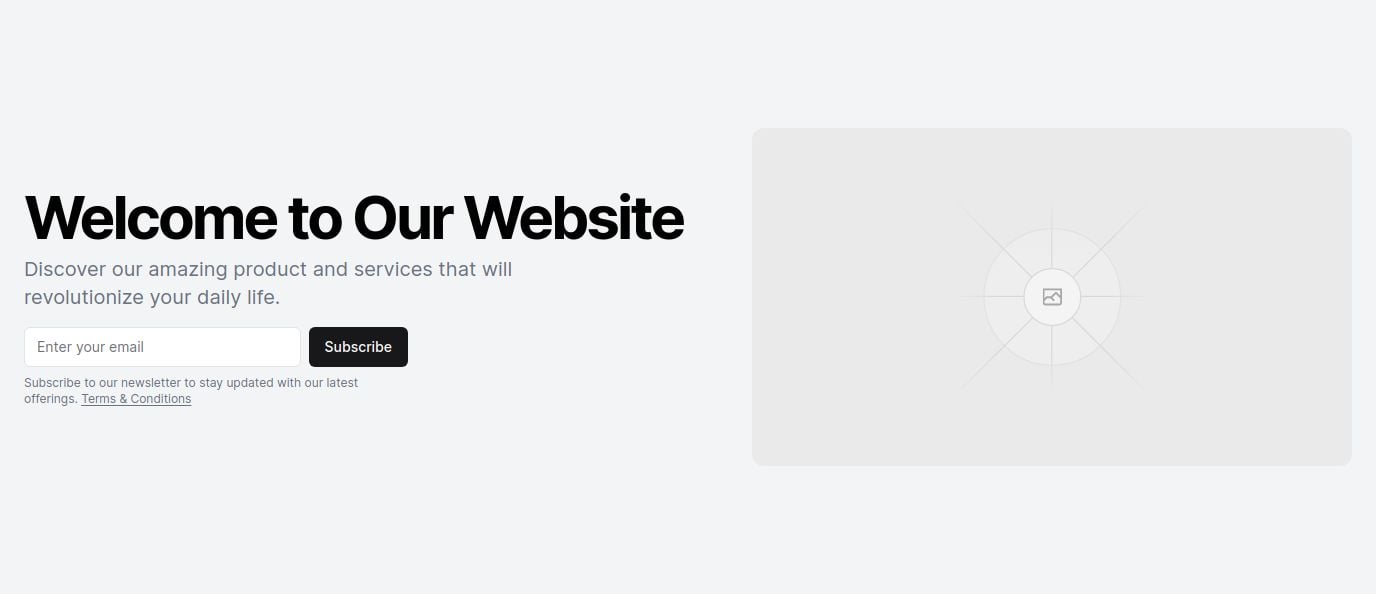 Welcome to Our Website
Discover our amazing product and services that will
revolutionize your daily life.
Enter your email
Subscribe
Subscribe to our newsletter to stay updated with our latest
offerings. Terms & Conditions